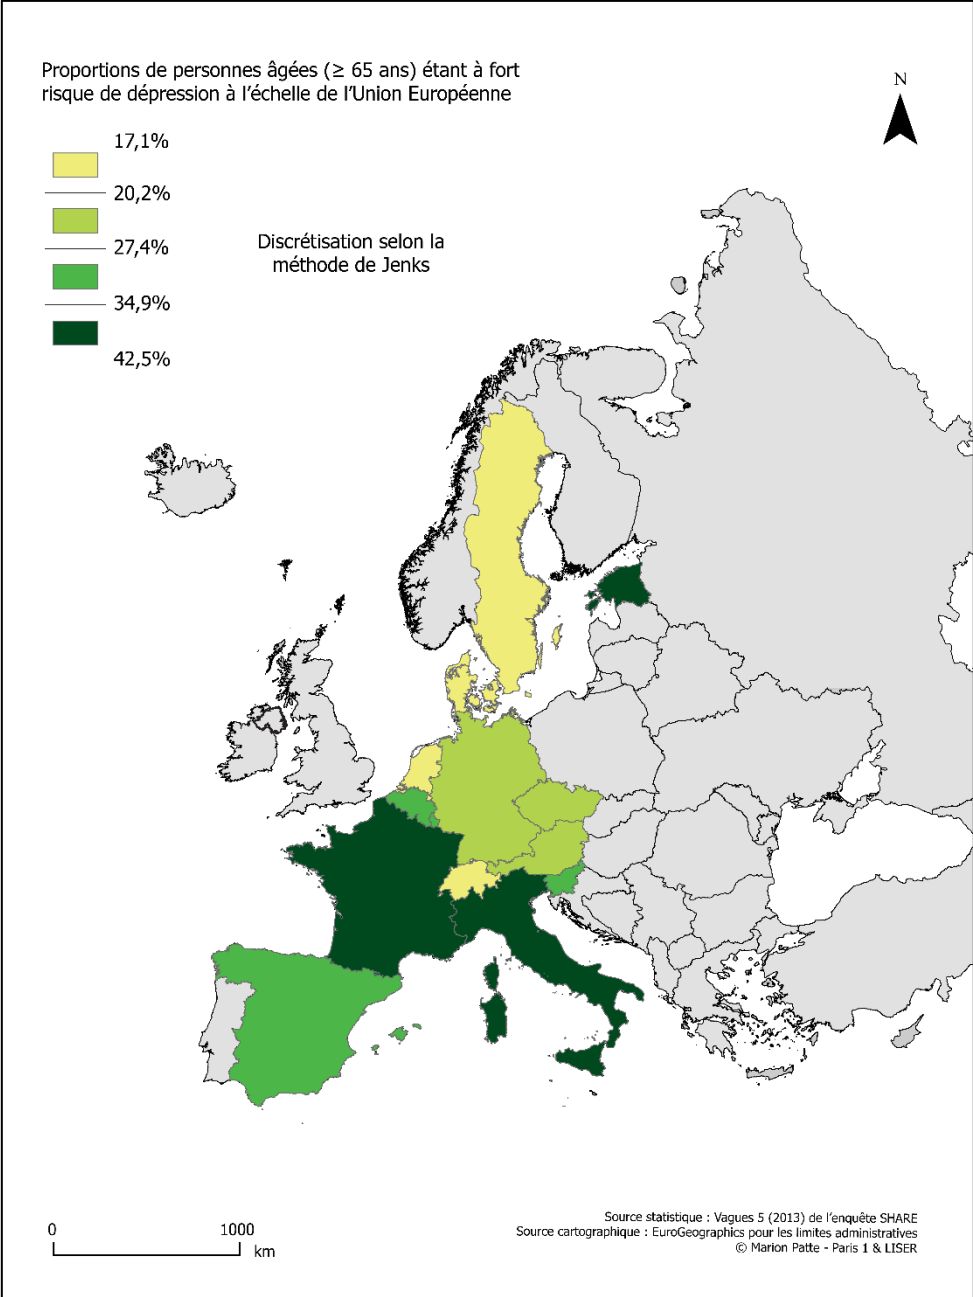 Proportions de personnes âgées (≥ 65 ans) étant à fort
risque de dépression à l'échelle de l'Union Européenne
N
17,1%
20,2%
27,4%
34,9%
42,5%
Discrétisation selon la
méthode de Jenks
0 1000
km
Source statistique : Vagues 5 (2013) de l'enquête SHARE
Source cartographique : EuroGeographics pour les limites administratives
© Marion Patte - Paris 1 & LISER